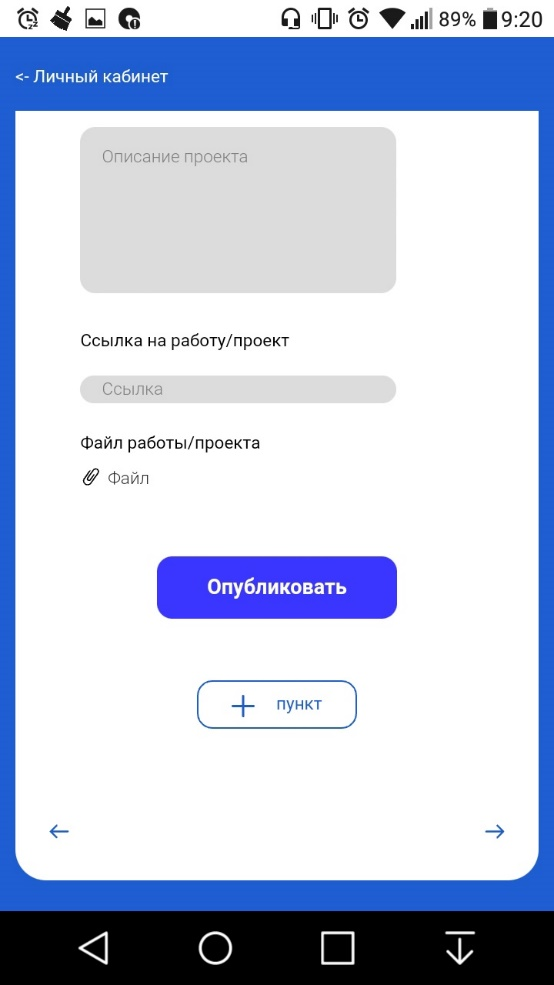 89% 9:20
<- Личный кабинет
Описание проекта
Ссылка на работу/проект
Ссылка
Файл работы/проекта
Файл
Опубликовать
+ пункт